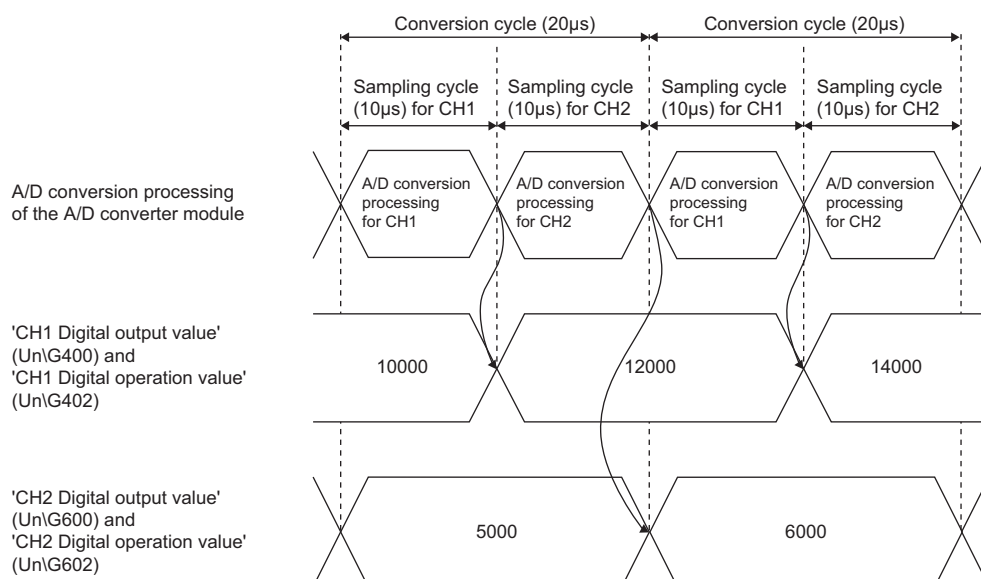 Conversion cycle (20µs)
Conversion cycle (20µs)
Sampling cycle
(10µs) for CH1
Sampling cycle
(10µs) for CH2
Sampling cycle
(10µs) for CH1
Sampling cycle
(10µs) for CH2
A/D conversion processing
of the A/D converter module
A/D conversion
processing
for CH1
A/D conversion
processing
for CH2
A/D conversion
processing
for CH1
A/D conversion
processing
for CH2
'CH1 Digital output value'
(Un\G400) and
'CH1 Digital operation value'
(Un\G402)
10000
12000
14000
'CH2 Digital output value'
(Un\G600) and
'CH2 Digital operation value'
(Un\G602)
5000
6000